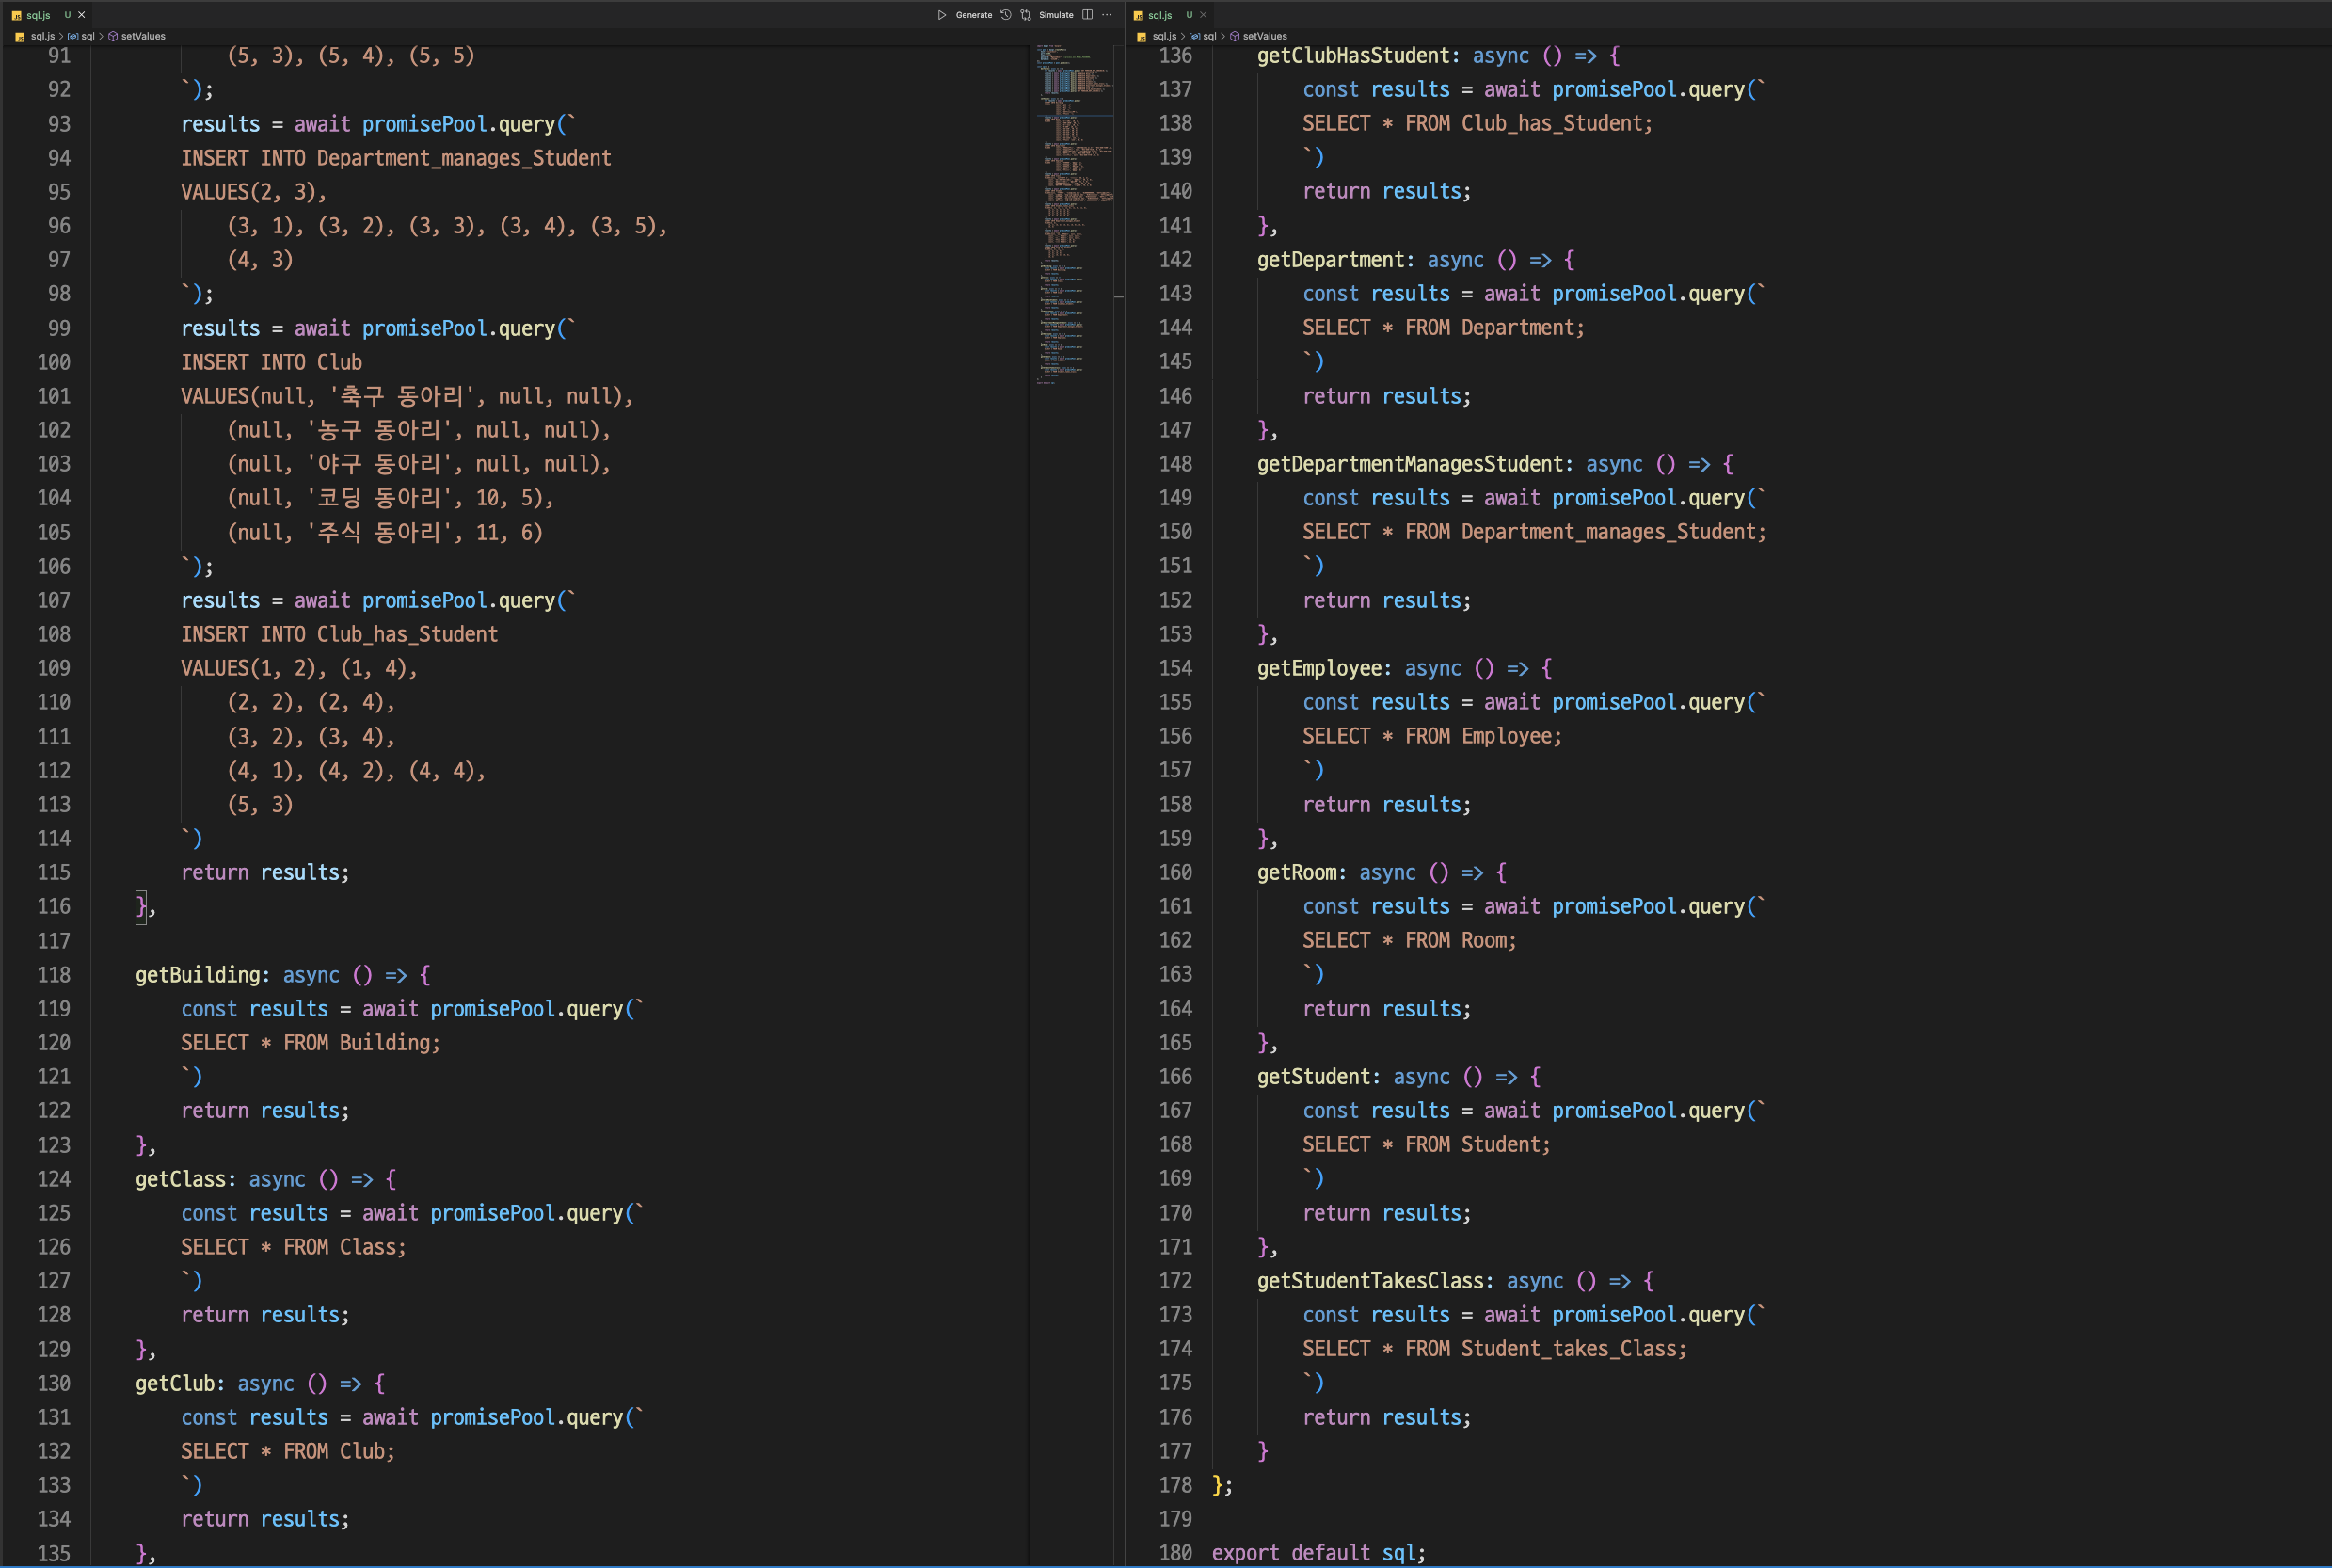 sql.js U
Generate Simulate
sql.js > sql > setValues
91 (5, 3), (5, 4), (5, 5)
92 `);
93 results = await promisePool.query(`
94 INSERT INTO Department_manages_Student
95 VALUES(2, 3),
96 (3, 1), (3, 2), (3, 3), (3, 4), (3, 5),
97 (4, 3)
98 `);
99 results = await promisePool.query(`
100 INSERT INTO Club
101 VALUES(null, '축구 동아리', null, null),
102 (null, '농구 동아리', null, null),
103 (null, '야구 동아리', null, null),
104 (null, '코딩 동아리', 10, 5),
105 (null, '주식 동아리', 11, 6)
106 `);
107 results = await promisePool.query(`
108 INSERT INTO Club_has_Student
109 VALUES(1, 2), (1, 4),
110 (2, 2), (2, 4),
111 (3, 2), (3, 4),
112 (4, 1), (4, 2), (4, 4),
113 (5, 3)
114 `)
115 return results;
116 },
117
118 getBuilding: async () => {
119 const results = await promisePool.query(`
120 SELECT * FROM Building;
121 `)
122 return results;
123 },
124 getClass: async () => {
125 const results = await promisePool.query(`
126 SELECT * FROM Class;
127 `)
128 return results;
129 },
130 getClub: async () => {
131 const results = await promisePool.query(`
132 SELECT * FROM Club;
133 `)
134 return results;
135 },
sql.js U
sql.js > sql > setValues
136 getClubHasStudent: async () => {
137 const results = await promisePool.query(`
138 SELECT * FROM Club_has_Student;
139 `)
140 return results;
141 },
142 getDepartment: async () => {
143 const results = await promisePool.query(`
144 SELECT * FROM Department;
145 `)
146 return results;
147 },
148 getDepartmentManagesStudent: async () => {
149 const results = await promisePool.query(`
150 SELECT * FROM Department_manages_Student;
151 `)
152 return results;
153 },
154 getEmployee: async () => {
155 const results = await promisePool.query(`
156 SELECT * FROM Employee;
157 `)
158 return results;
159 },
160 getRoom: async () => {
161 const results = await promisePool.query(`
162 SELECT * FROM Room;
163 `)
164 return results;
165 },
166 getStudent: async () => {
167 const results = await promisePool.query(`
168 SELECT * FROM Student;
169 `)
170 return results;
171 },
172 getStudentTakesClass: async () => {
173 const results = await promisePool.query(`
174 SELECT * FROM Student_takes_Class;
175 `)
176 return results;
177 }
178 };
179
180 export default sql;